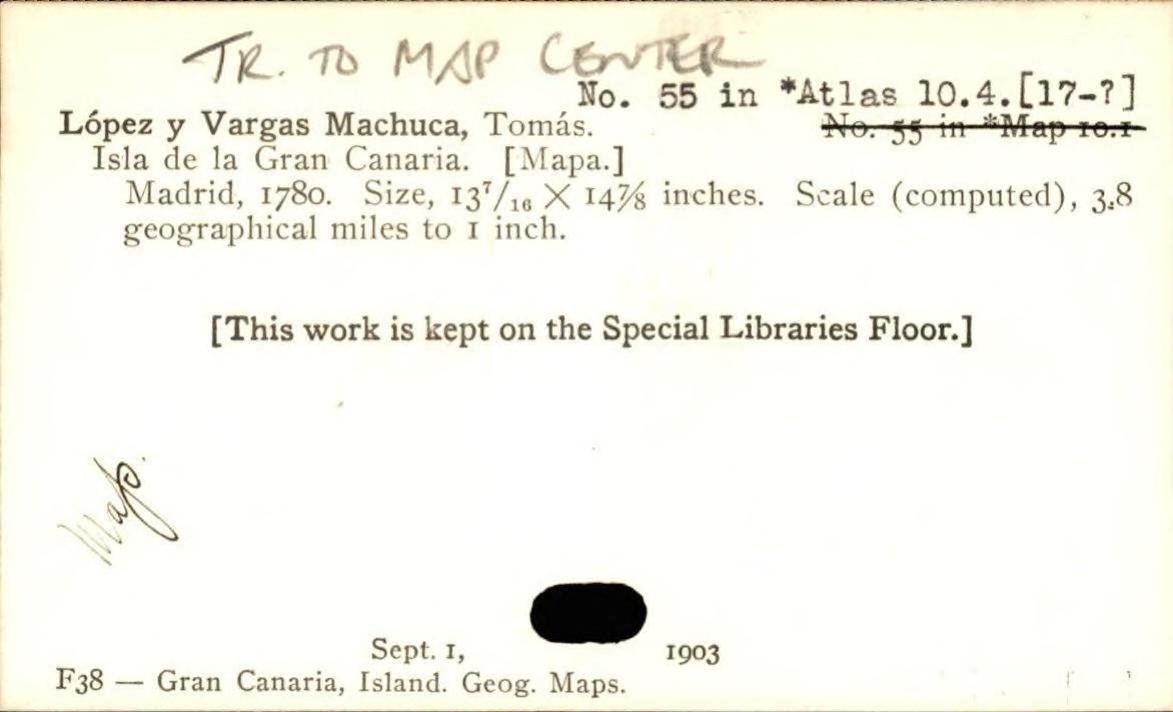 TR. TO MAP CENTER
No. 55 in *Atlas 10.4.[17-?]
López y Vargas Machuca, Tomás. No. 55 in *Map 10.1
Isla de la Gran Canaria. [Mapa.]
Madrid, 1780. Size, 13⁷/₁₆ X 14⅞ inches. Scale (computed), 3.8
geographical miles to 1 inch.
[This work is kept on the Special Libraries Floor.]
Map.
Sept. 1, 1903
F38 — Gran Canaria, Island. Geog. Maps.